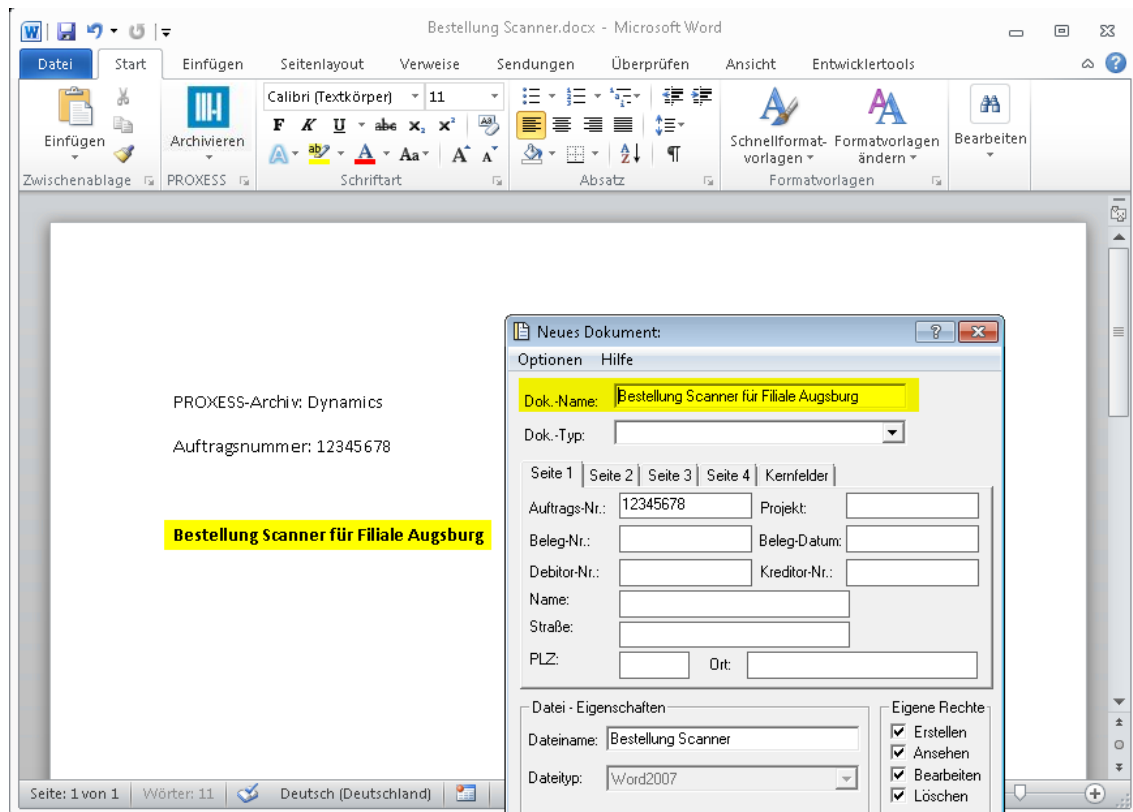 Bestellung Scanner.docx - Microsoft Word
Datei Start Einfügen Seitenlayout Verweise Sendungen Überprüfen Ansicht Entwicklertools
Einfügen
Zwischenablage
Archivieren
PROXESS
Calibri (Textkörper) 11
F K U abc x₂ x²
Aa A A
Schriftart
Absatz
Schnellformat-
vorlagen
Formatvorlagen
ändern
Formatvorlagen
Bearbeiten
PROXESS-Archiv: Dynamics
Auftragsnummer: 12345678
Bestellung Scanner für Filiale Augsburg
Neues Dokument:
Optionen Hilfe
Dok.-Name: Bestellung Scanner für Filiale Augsburg
Dok.-Typ:
Seite 1 Seite 2 Seite 3 Seite 4 Kernfelder
Auftrags-Nr.: 12345678 Projekt:
Beleg-Nr.: Beleg-Datum:
Debitor-Nr.: Kreditor-Nr.:
Name:
Straße:
PLZ: Ort:
Datei - Eigenschaften
Dateiname: Bestellung Scanner
Dateityp: Word2007
Eigene Rechte
Erstellen
Ansehen
Bearbeiten
Löschen
Seite: 1 von 1 Wörter: 11 Deutsch (Deutschland)